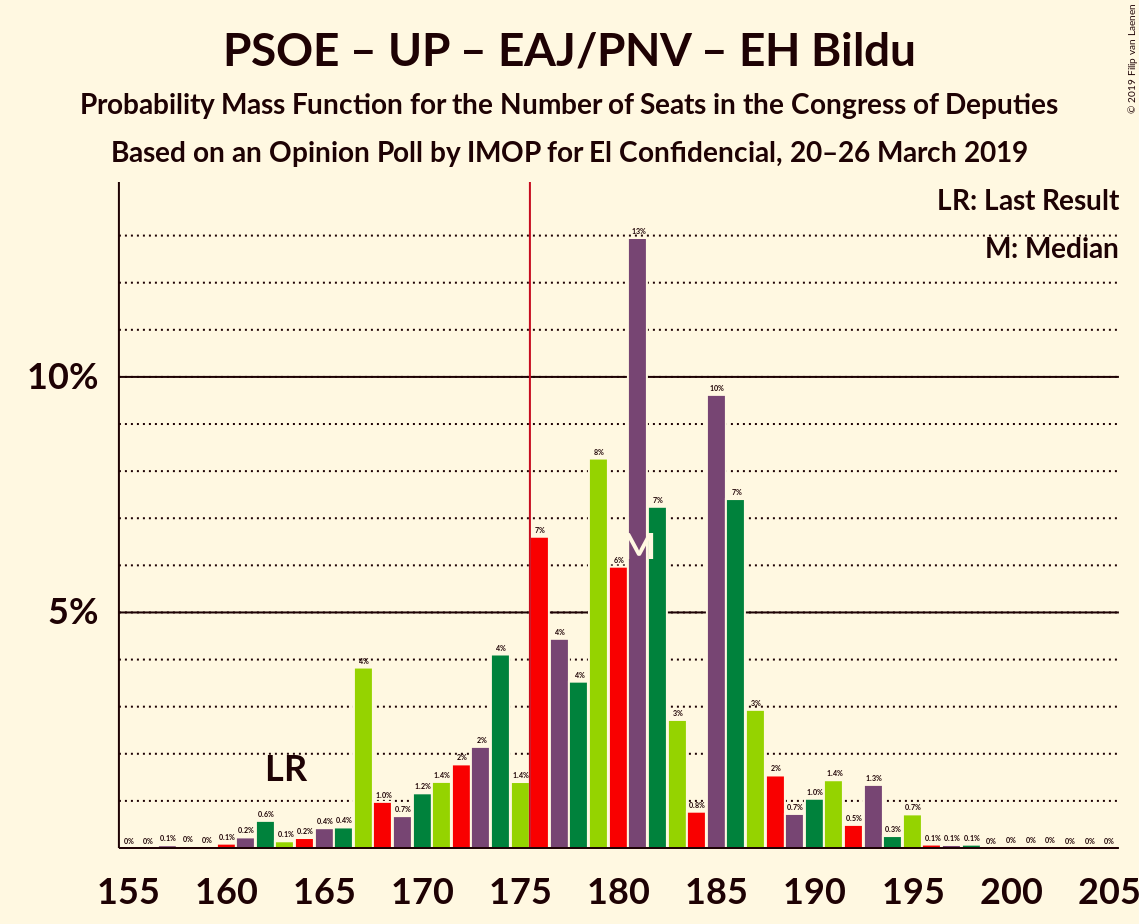 © 2019 Filip van Laenen
PSOE – UP – EAJ/PNV – EH Bildu
Probability Mass Function for the Number of Seats in the Congress of Deputies
Based on an Opinion Poll by IMOP for El Confidencial, 20–26 March 2019
LR: Last Result
M: Median
10%
5%
LR
M
0% 0% 0.1% 0% 0% 0.1% 0.2% 0.6% 0.1% 0.2% 0.4% 0.4% 4% 1.0% 0.7% 1.2% 1.4% 2% 2% 4% 1.4% 7% 4% 4% 8% 6% 13% 7% 3% 0.8% 10% 7% 3% 2% 0.7% 1.0% 1.4% 0.5% 1.3% 0.3% 0.7% 0.1% 0.1% 0.1% 0% 0% 0% 0% 0% 0% 0%
155 160 165 170 175 180 185 190 195 200 205